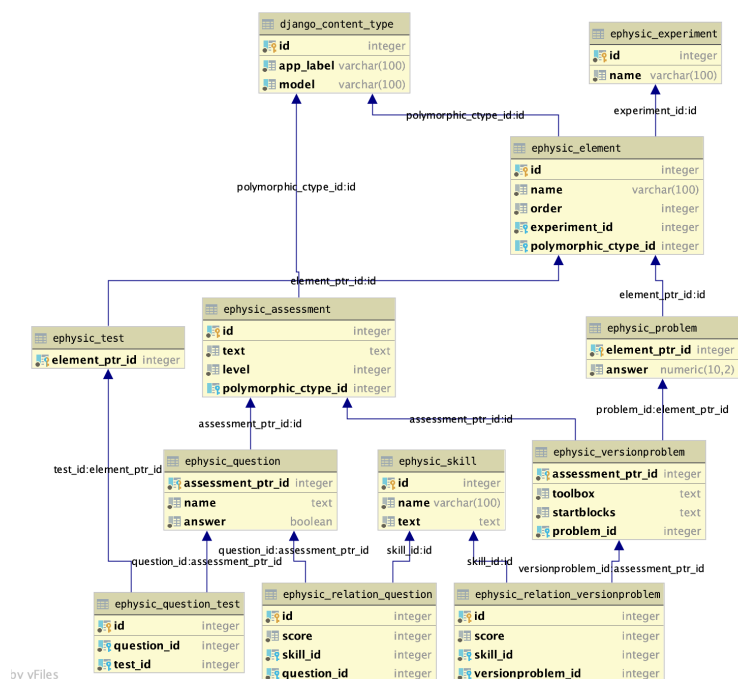 django_content_type
id integer
app_label varchar(100)
model varchar(100)
ephysic_experiment
id integer
name varchar(100)
polymorphic_ctype_id:id
experiment_id:id
ephysic_element
id integer
name varchar(100)
order integer
experiment_id integer
polymorphic_ctype_id integer
polymorphic_ctype_id:id
element_ptr_id:id
element_ptr_id:id
ephysic_test
element_ptr_id integer
ephysic_assessment
id integer
text text
level integer
polymorphic_ctype_id integer
ephysic_problem
element_ptr_id integer
answer numeric(10,2)
assessment_ptr_id:id
assessment_ptr_id:id
problem_id:element_ptr_id
test_id:element_ptr_id
ephysic_question
assessment_ptr_id integer
name text
answer boolean
ephysic_skill
id integer
name varchar(100)
text text
ephysic_versionproblem
assessment_ptr_id integer
toolbox text
startblocks text
problem_id integer
question_id:assessment_ptr_id
question_id:assessment_ptr_id
skill_id:id
skill_id:id
versionproblem_id:assessment_ptr_id
ephysic_question_test
id integer
question_id integer
test_id integer
ephysic_relation_question
id integer
score integer
skill_id integer
question_id integer
ephysic_relation_versionproblem
id integer
score integer
skill_id integer
versionproblem_id integer
by yFiles